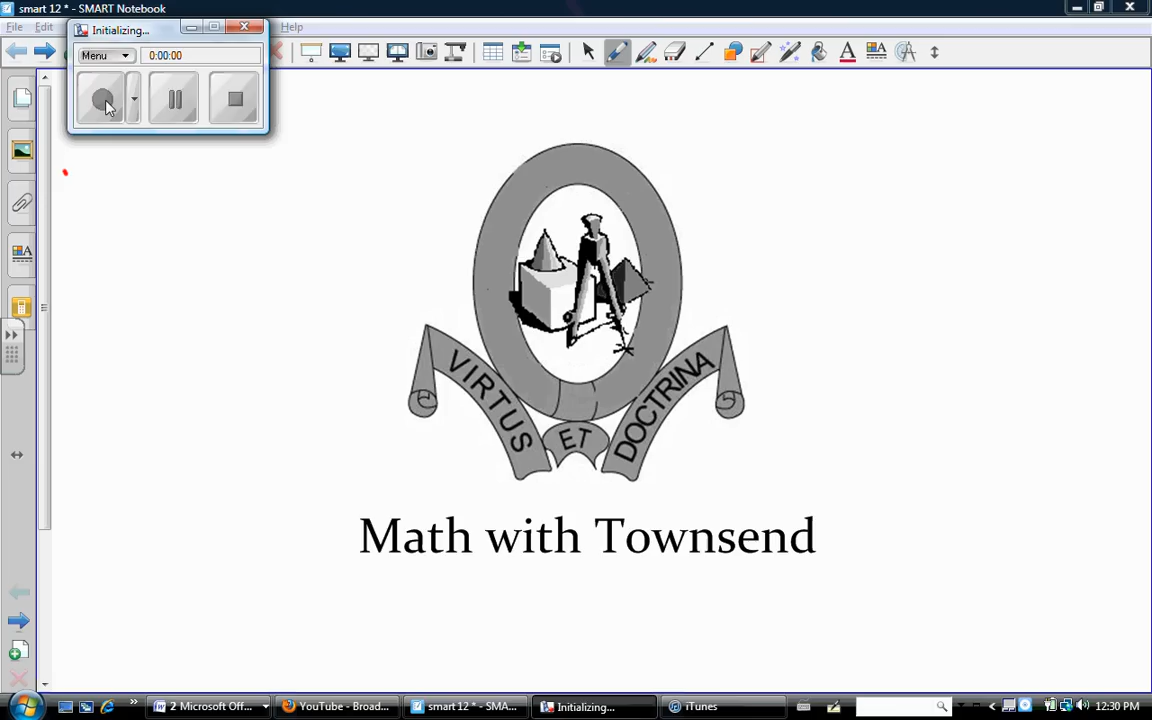 smart 12 * - SMART Notebook
File Edit Help
Initializing...
Menu 0:00:00
VIRTUS ET DOCTRINA
Math with Townsend
2 Microsoft Off... YouTube - Broad... smart 12 * - SMA... Initializing... iTunes 12:30 PM